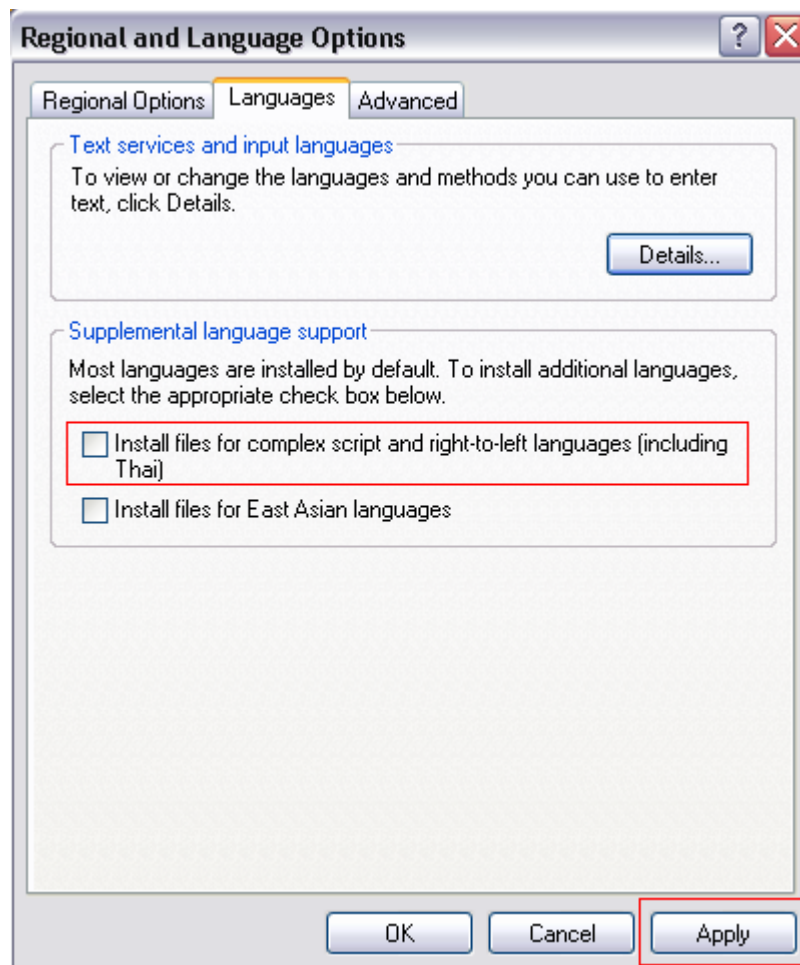 Regional and Language Options
Regional Options Languages Advanced
Text services and input languages
To view or change the languages and methods you can use to enter
text, click Details.
Details...
Supplemental language support
Most languages are installed by default. To install additional languages,
select the appropriate check box below.
Install files for complex script and right-to-left languages (including
Thai)
Install files for East Asian languages
OK Cancel Apply